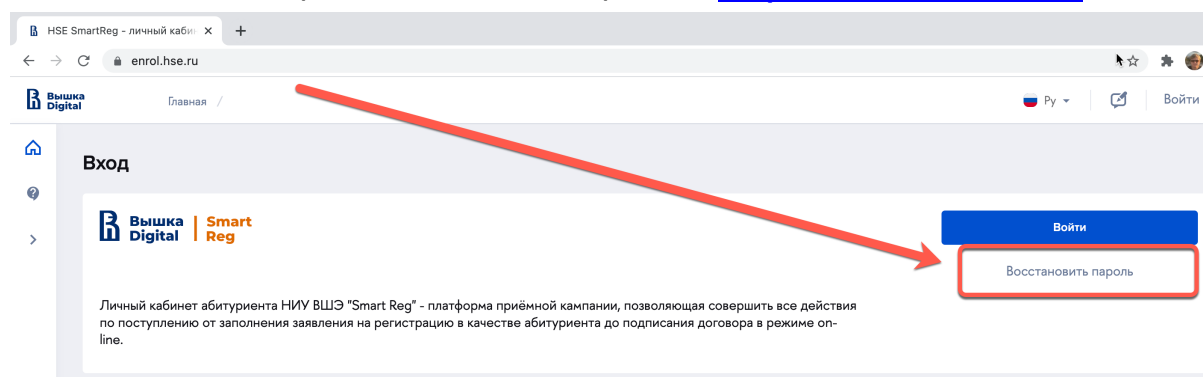 HSE SmartReg - личный кабин
enrol.hse.ru
Вышка
Digital
Главная /
Ру
Войти
Вход
Вышка
Digital
Smart
Reg
Войти
Восстановить пароль
Личный кабинет абитуриента НИУ ВШЭ "Smart Reg" - платформа приёмной кампании, позволяющая совершить все действия
по поступлению от заполнения заявления на регистрацию в качестве абитуриента до подписания договора в режиме on-
line.